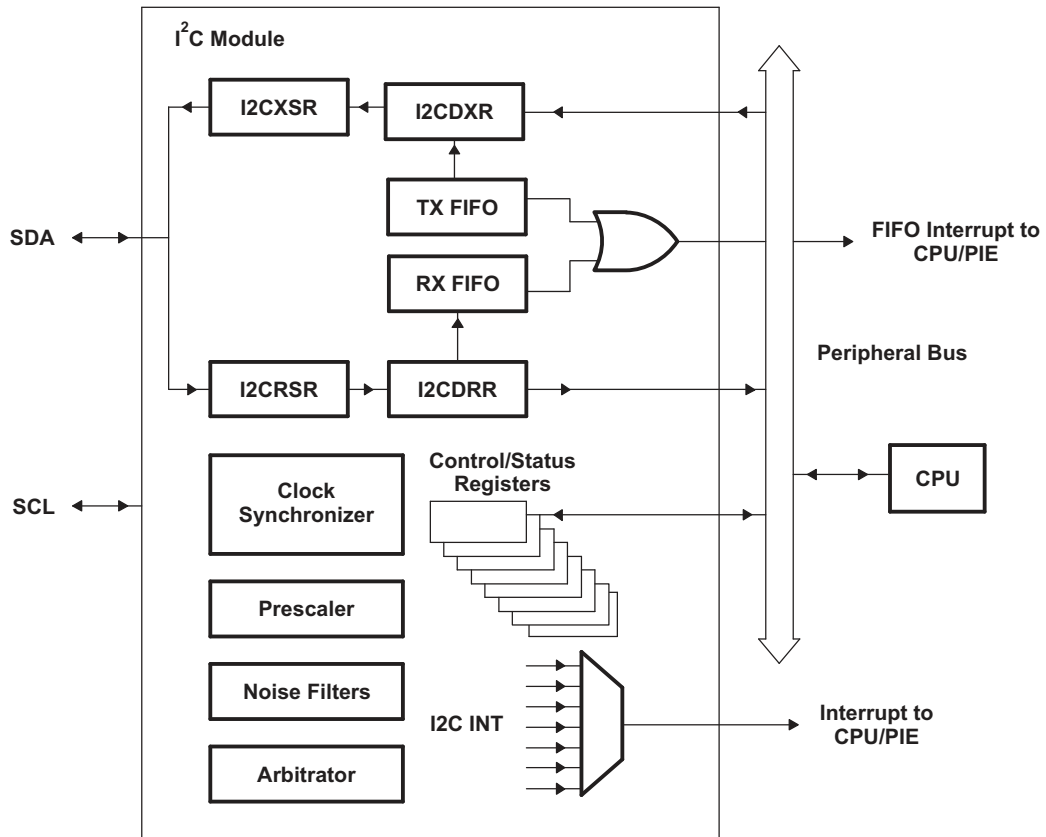 I²C Module
I2CXSR
I2CDXR
TX FIFO
SDA
FIFO Interrupt to
CPU/PIE
RX FIFO
Peripheral Bus
I2CRSR
I2CDRR
Control/Status
Registers
CPU
SCL
Clock
Synchronizer
Prescaler
Noise Filters
I2C INT
Interrupt to
CPU/PIE
Arbitrator